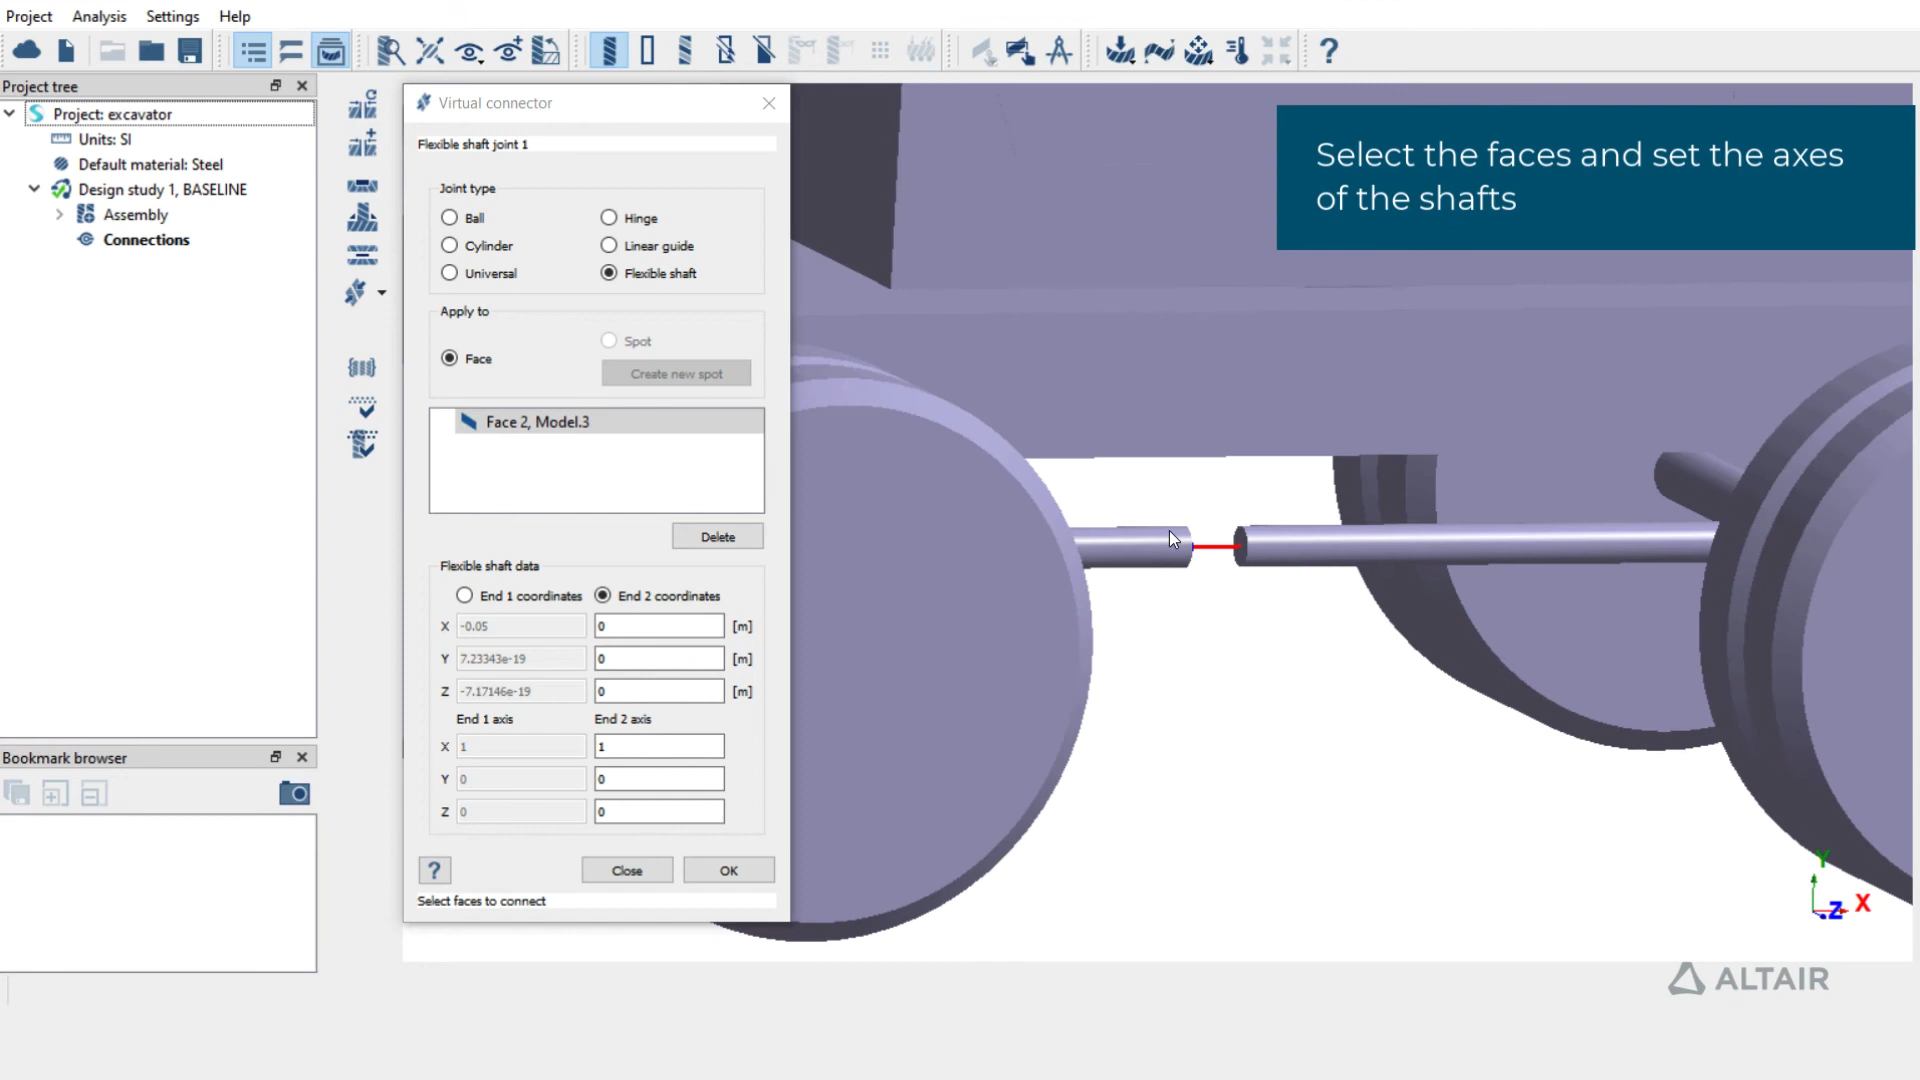 Project Analysis Settings Help
Project tree
Project: excavator
Units: SI
Default material: Steel
Design study 1, BASELINE
Assembly
Connections
Bookmark browser
Virtual connector
Flexible shaft joint 1
Joint type
Ball Hinge
Cylinder Linear guide
Universal Flexible shaft
Apply to
Spot
Face
Create new spot
Face 2, Model.3
Delete
Flexible shaft data
End 1 coordinates End 2 coordinates
X -0.05 0 [m]
Y 7.23343e-19 0 [m]
Z -7.17146e-19 0 [m]
End 1 axis End 2 axis
X 1 1
Y 0 0
Z 0 0
? Close OK
Select faces to connect
Select the faces and set the axes
of the shafts
Y
Z X
ALTAIR